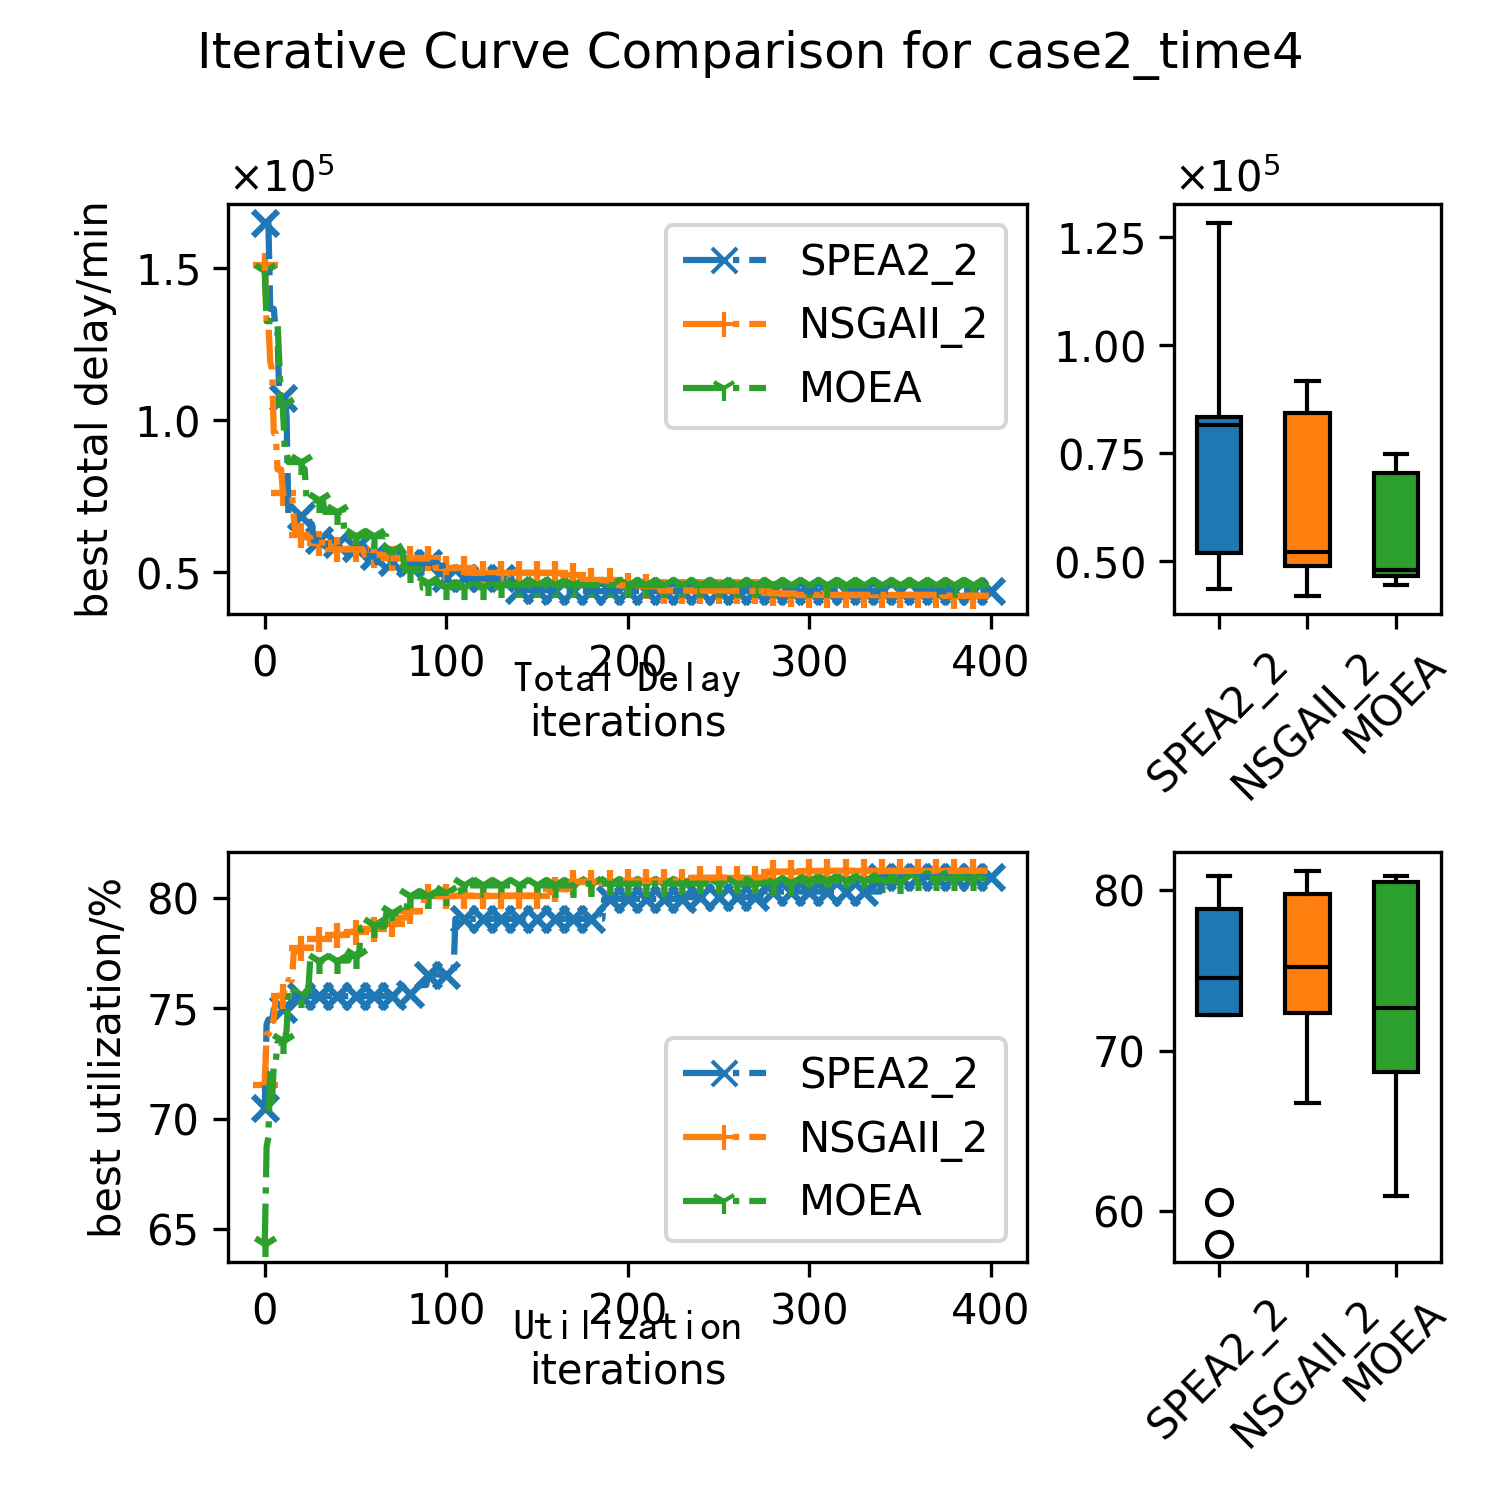 Iterative Curve Comparison for case2_time4
×10⁵
best total delay/min
1.5
1.0
0.5
SPEA2_2
NSGAII_2
MOEA
0 100 200 300 400
Total Delay
iterations
×10⁵
1.25
1.00
0.75
0.50
SPEA2_2
NSGAII_2
MOEA
best utilization/%
80
75
70
65
SPEA2_2
NSGAII_2
MOEA
0 100 200 300 400
Utilization
iterations
80
70
60
SPEA2_2
NSGAII_2
MOEA